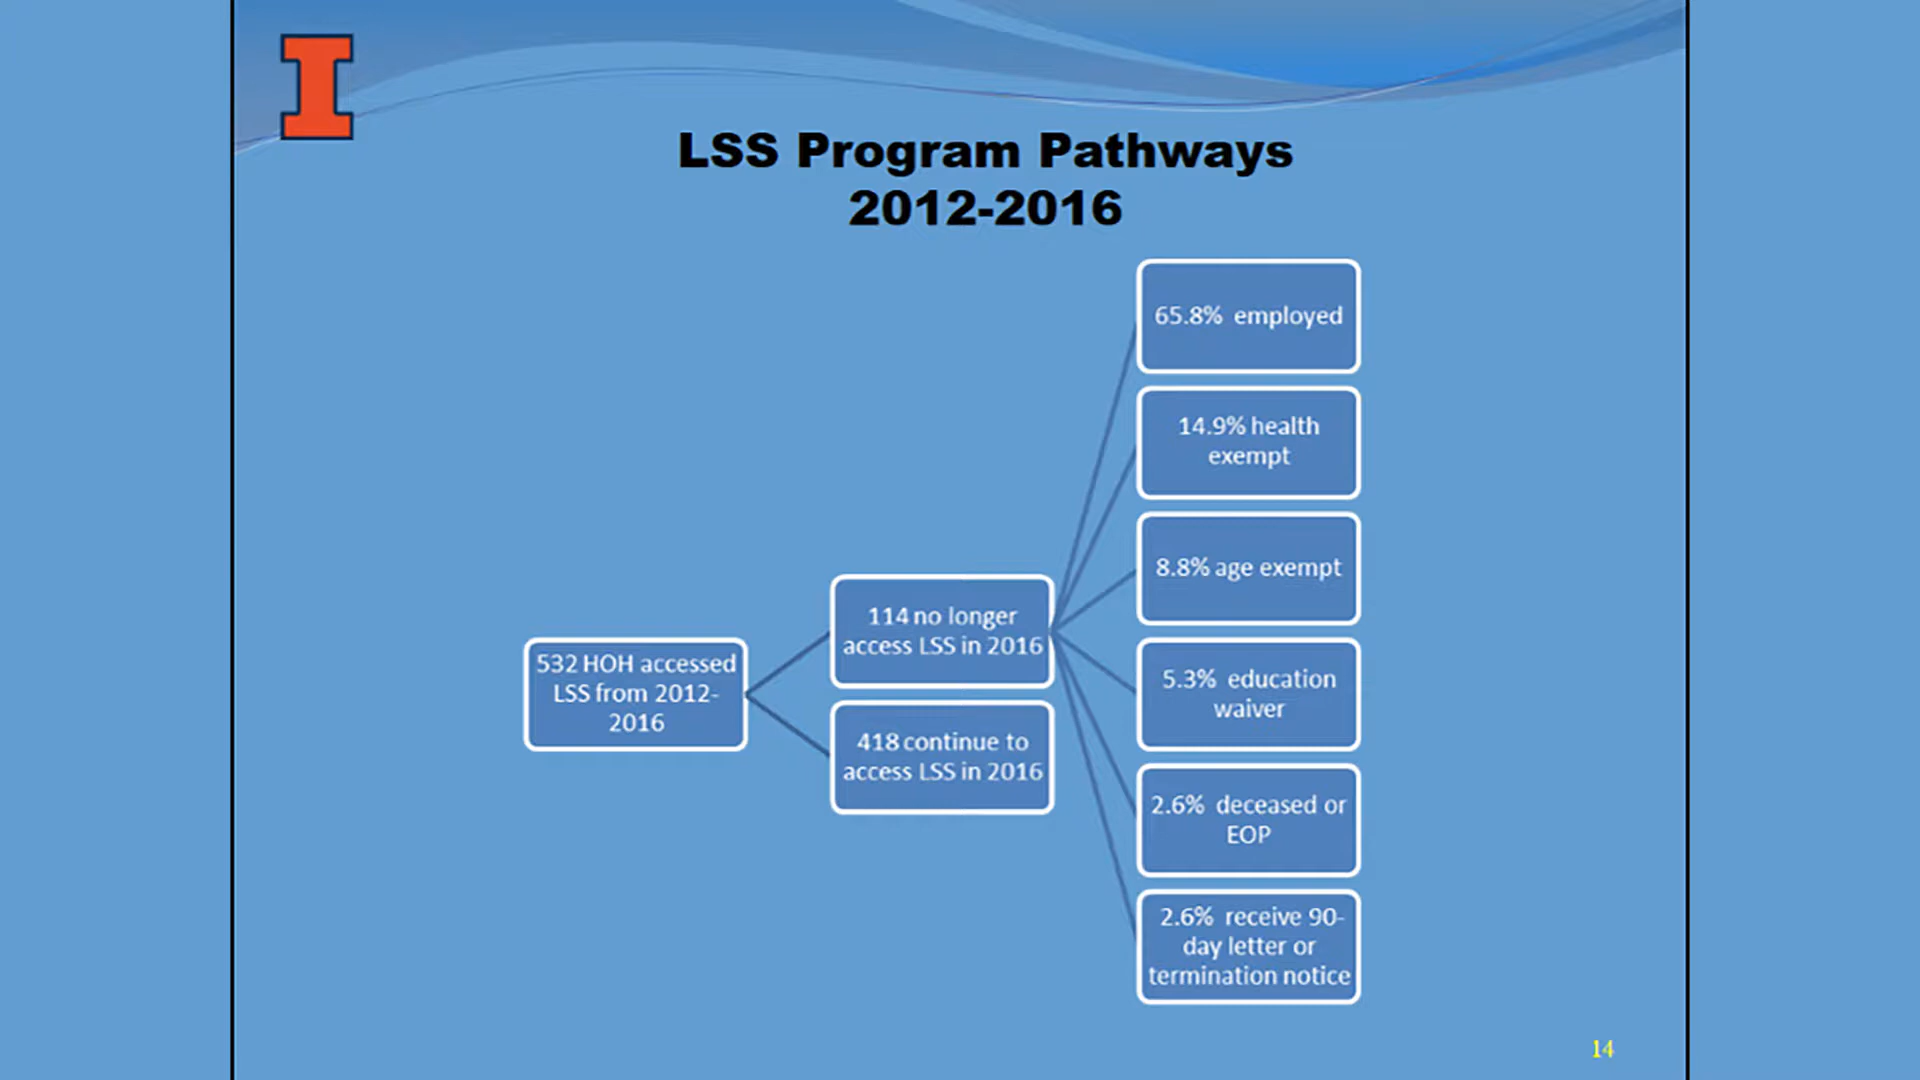 I
LSS Program Pathways
2012-2016
532 HOH accessed
LSS from 2012-
2016
114 no longer
access LSS in 2016
418 continue to
access LSS in 2016
65.8% employed
14.9% health
exempt
8.8% age exempt
5.3% education
waiver
2.6% deceased or
EOP
2.6% receive 90-
day letter or
termination notice
14